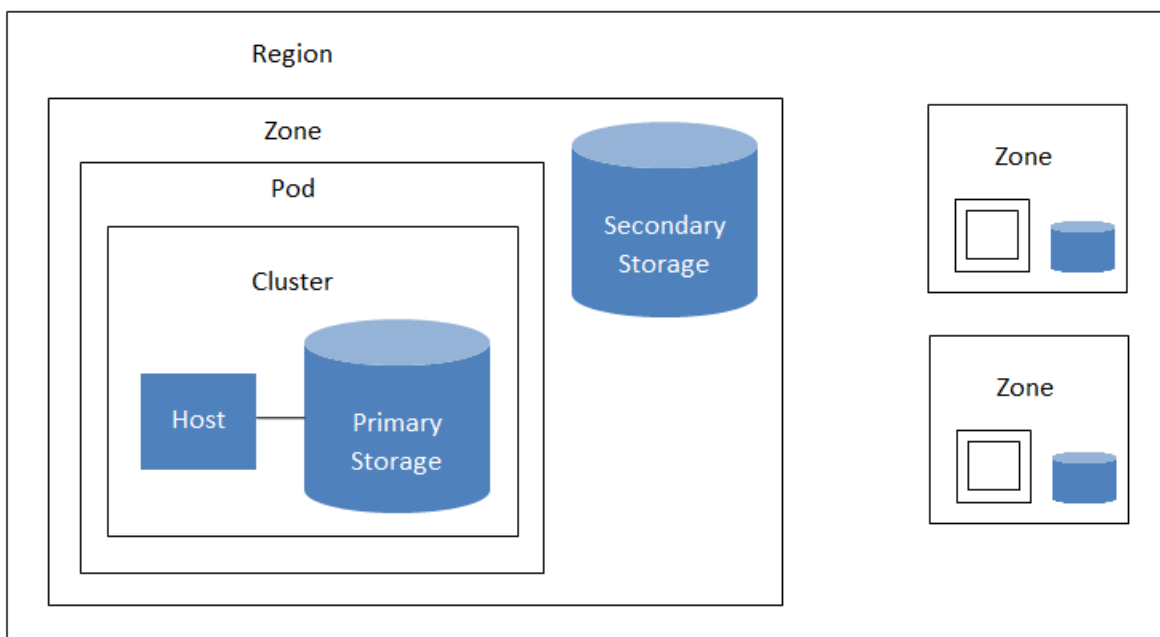 Region
Zone
Pod
Cluster
Host
Primary
Storage
Secondary
Storage
Zone
Zone